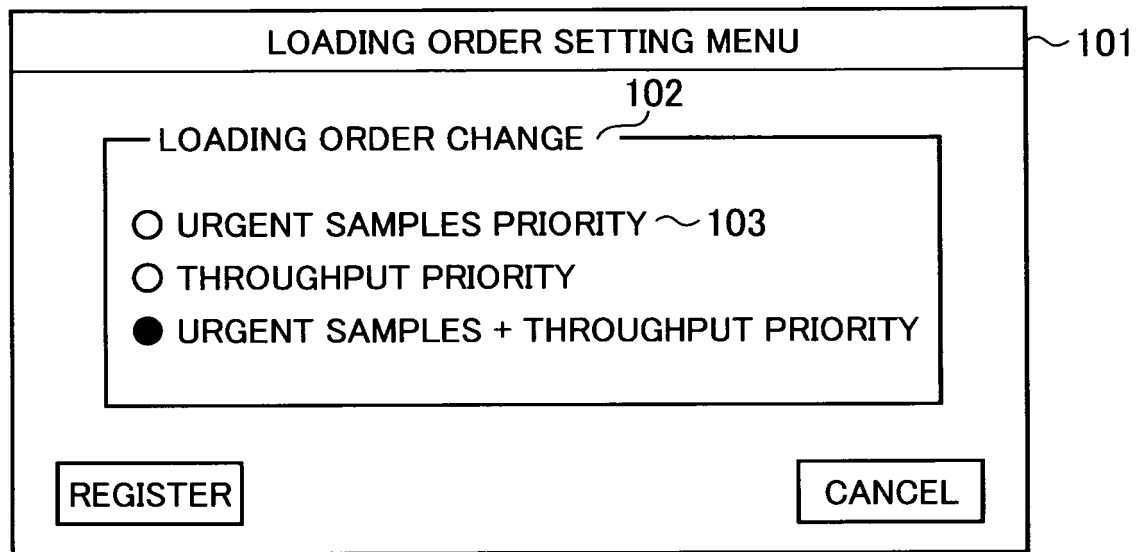 LOADING ORDER SETTING MENU
101
102
LOADING ORDER CHANGE
URGENT SAMPLES PRIORITY 103
THROUGHPUT PRIORITY
URGENT SAMPLES + THROUGHPUT PRIORITY
REGISTER
CANCEL